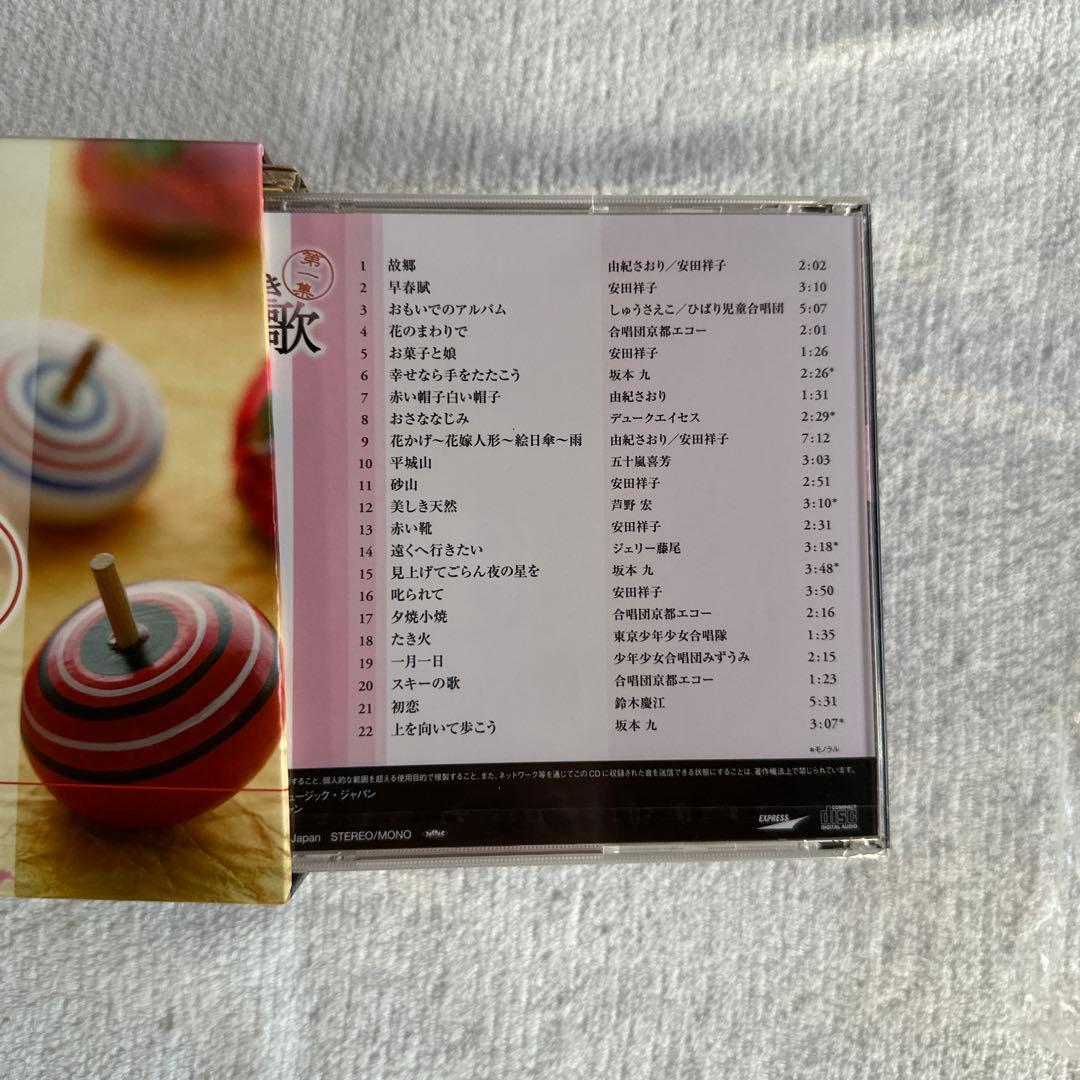 第一集
き
歌
1 故郷 由紀さおり／安田祥子 2:02
2 早春賦 安田祥子 3:10
3 おもいでのアルバム しゅうさえこ／ひばり児童合唱団 5:07
4 花のまわりで 合唱団京都エコー 2:01
5 お菓子と娘 安田祥子 1:26
6 幸せなら手をたたこう 坂本 九 2:26*
7 赤い帽子白い帽子 由紀さおり 1:31
8 おさななじみ デュークエイセス 2:29*
9 花かげ〜花嫁人形〜絵日傘〜雨 由紀さおり／安田祥子 7:12
10 平城山 五十嵐喜芳 3:03
11 砂山 安田祥子 2:51
12 美しき天然 芦野 宏 3:10*
13 赤い靴 安田祥子 2:31
14 遠くへ行きたい ジェリー藤尾 3:18*
15 見上げてごらん夜の星を 坂本 九 3:48*
16 叱られて 安田祥子 3:50
17 夕焼小焼 合唱団京都エコー 2:16
18 たき火 東京少年少女合唱隊 1:35
19 一月一日 少年少女合唱団みずうみ 2:15
20 スキーの歌 合唱団京都エコー 1:23
21 初恋 鈴木慶江 5:31
22 上を向いて歩こう 坂本 九 3:07*
*モノラル
すること、個人的な範囲を超える使用目的で複製すること、また、ネットワーク等を通じてこのCDに収録された音を送信できる状態にすることは、著作権法上で禁じられています。
ュージック・ジャパン
ン
Japan STEREO/MONO
EXPRESS
COMPACT
disc
DIGITAL AUDIO